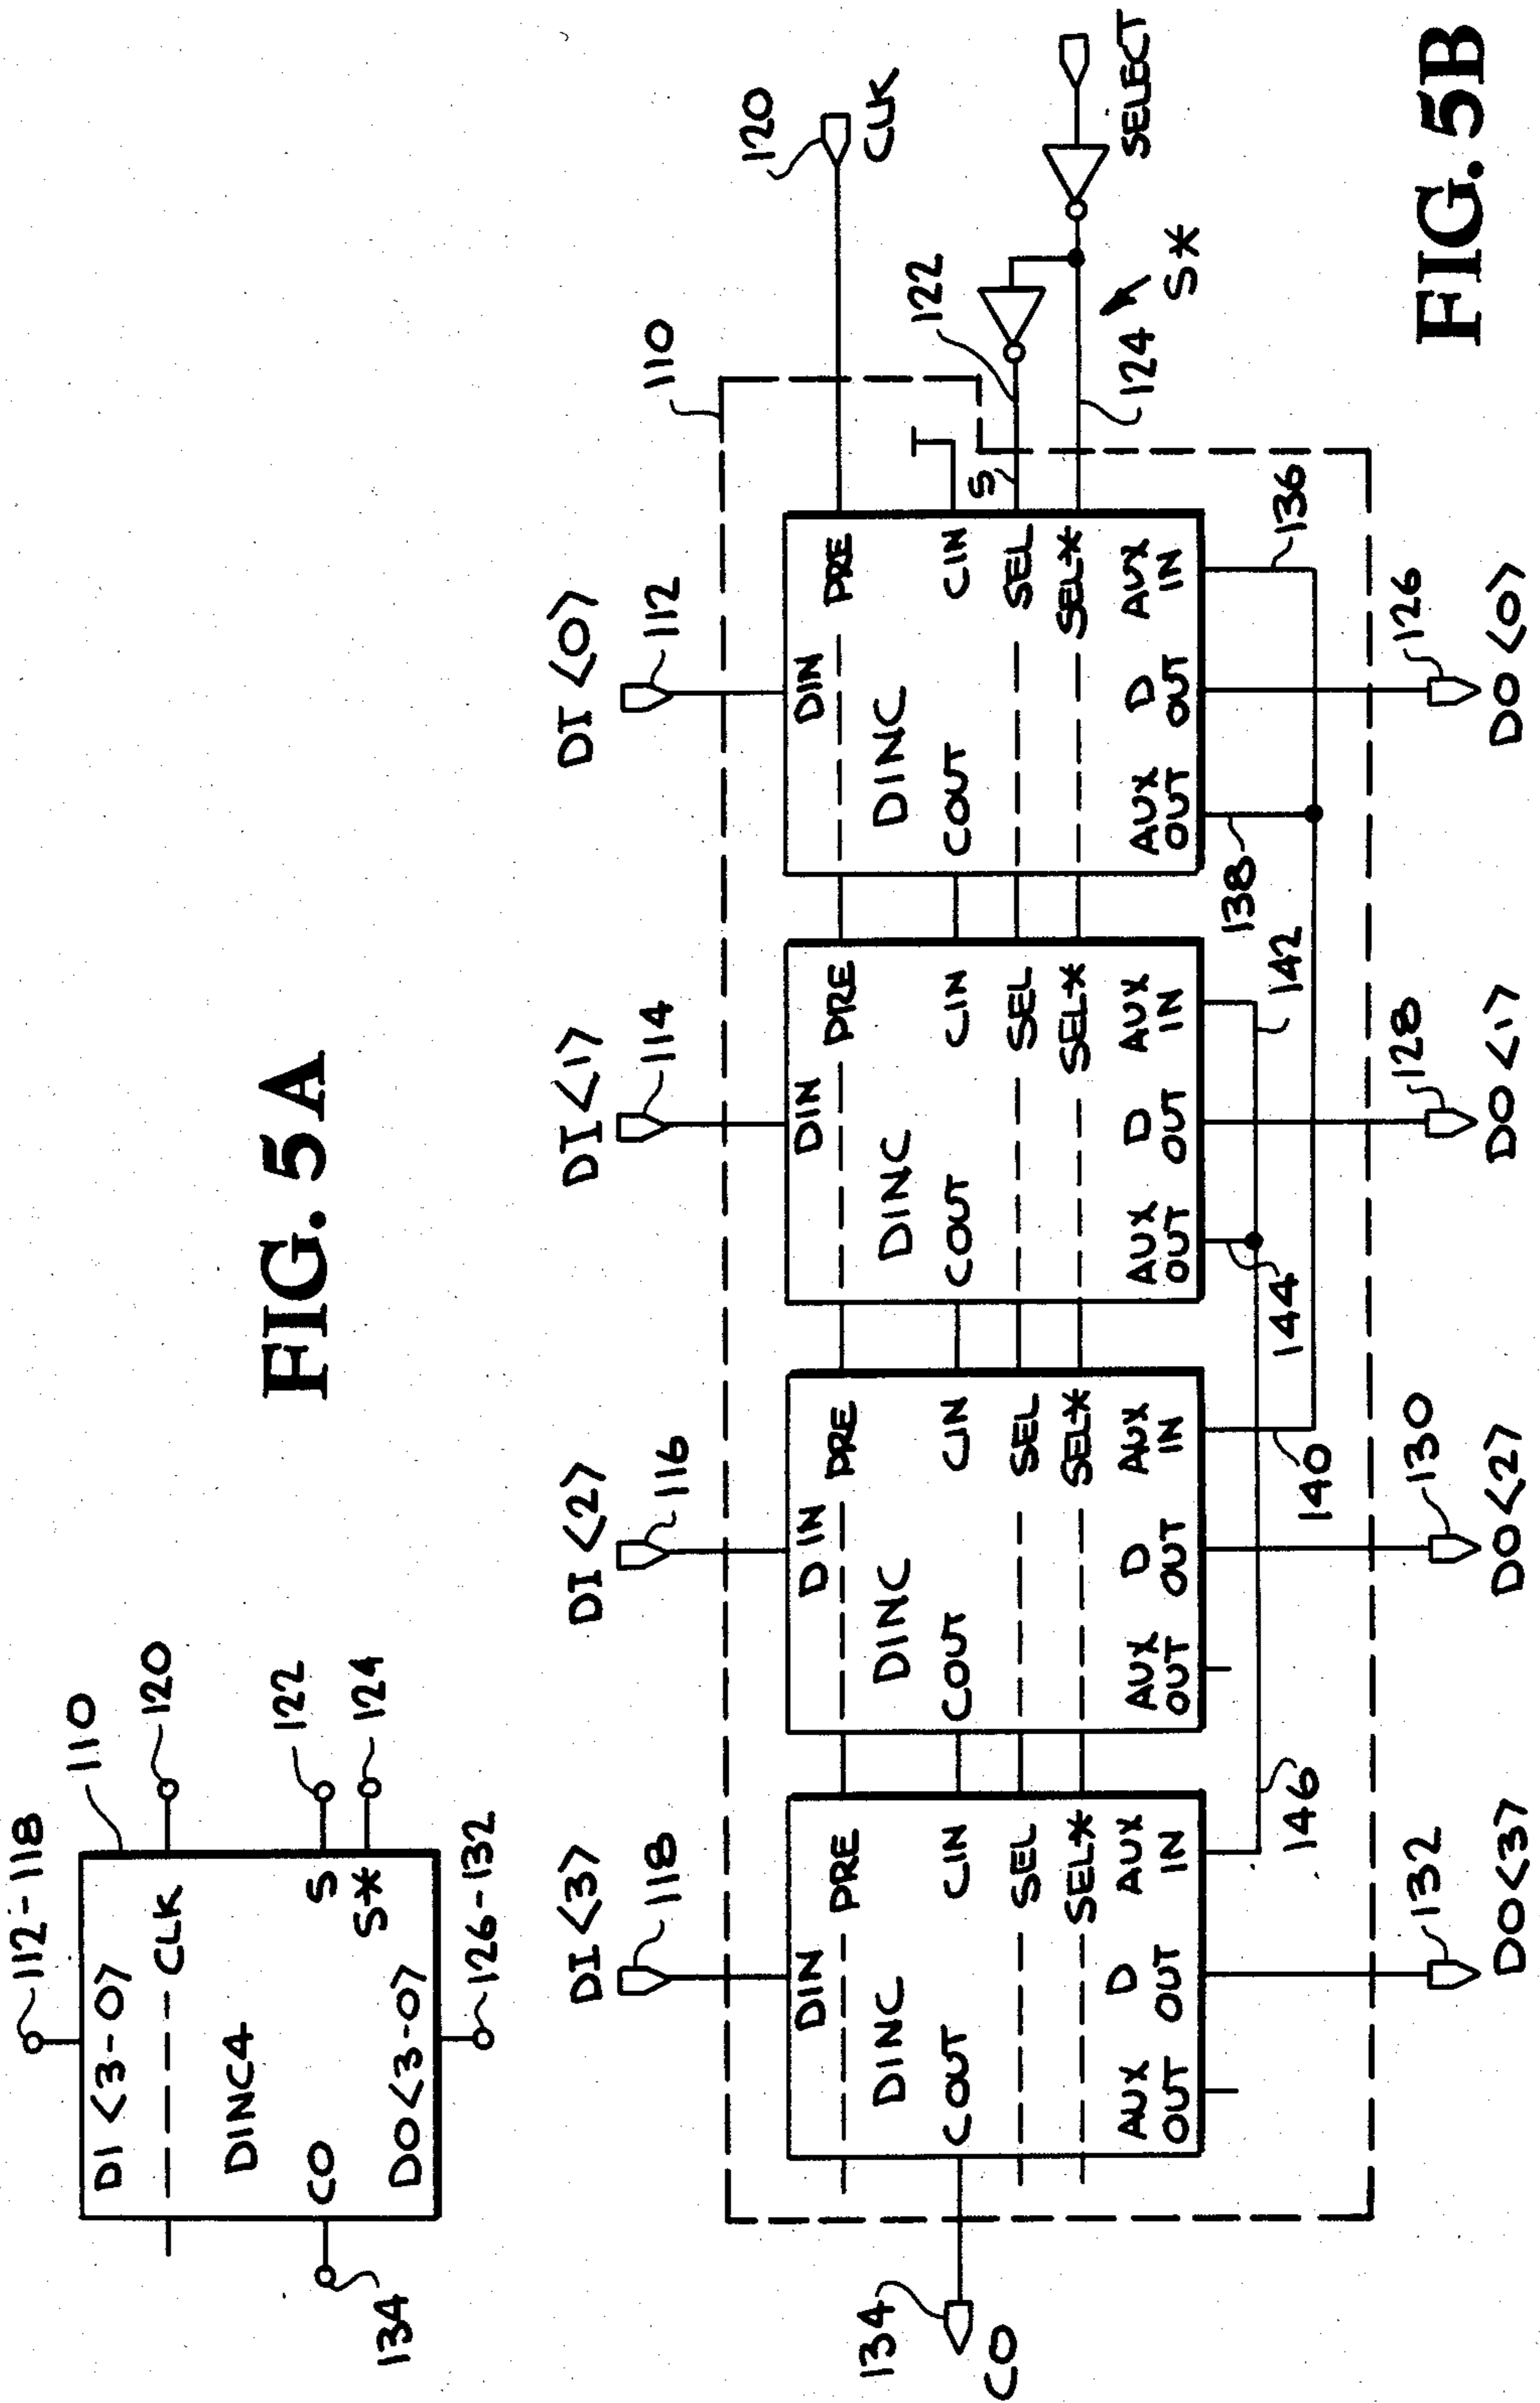 FIG. 5A
112-118
110
DI <3-0>
CLK
120
DINC4
S
122
S*
124
CO
134
DO<3-0>
126-132
FIG. 5B
DI <3>
118
DI <2>
116
DI <1>
114
DI <0>
112
110
120
CLK
DIN
PRE
DINC
COUT
CIN
SEL
SEL*
AUX OUT
D OUT
AUX IN
DIN
PRE
DINC
COUT
CIN
SEL
SEL*
AUX OUT
D OUT
AUX IN
DIN
PRE
DINC
COUT
CIN
SEL
SEL*
AUX OUT
D OUT
AUX IN
DIN
PRE
DINC
COUT
CIN
SEL
SEL*
AUX OUT
D OUT
AUX IN
S
122
124
S*
SELECT
134
CO
146
140
144
142
138
136
132
DO<3>
130
DO<2>
128
DO <1>
126
DO <0>